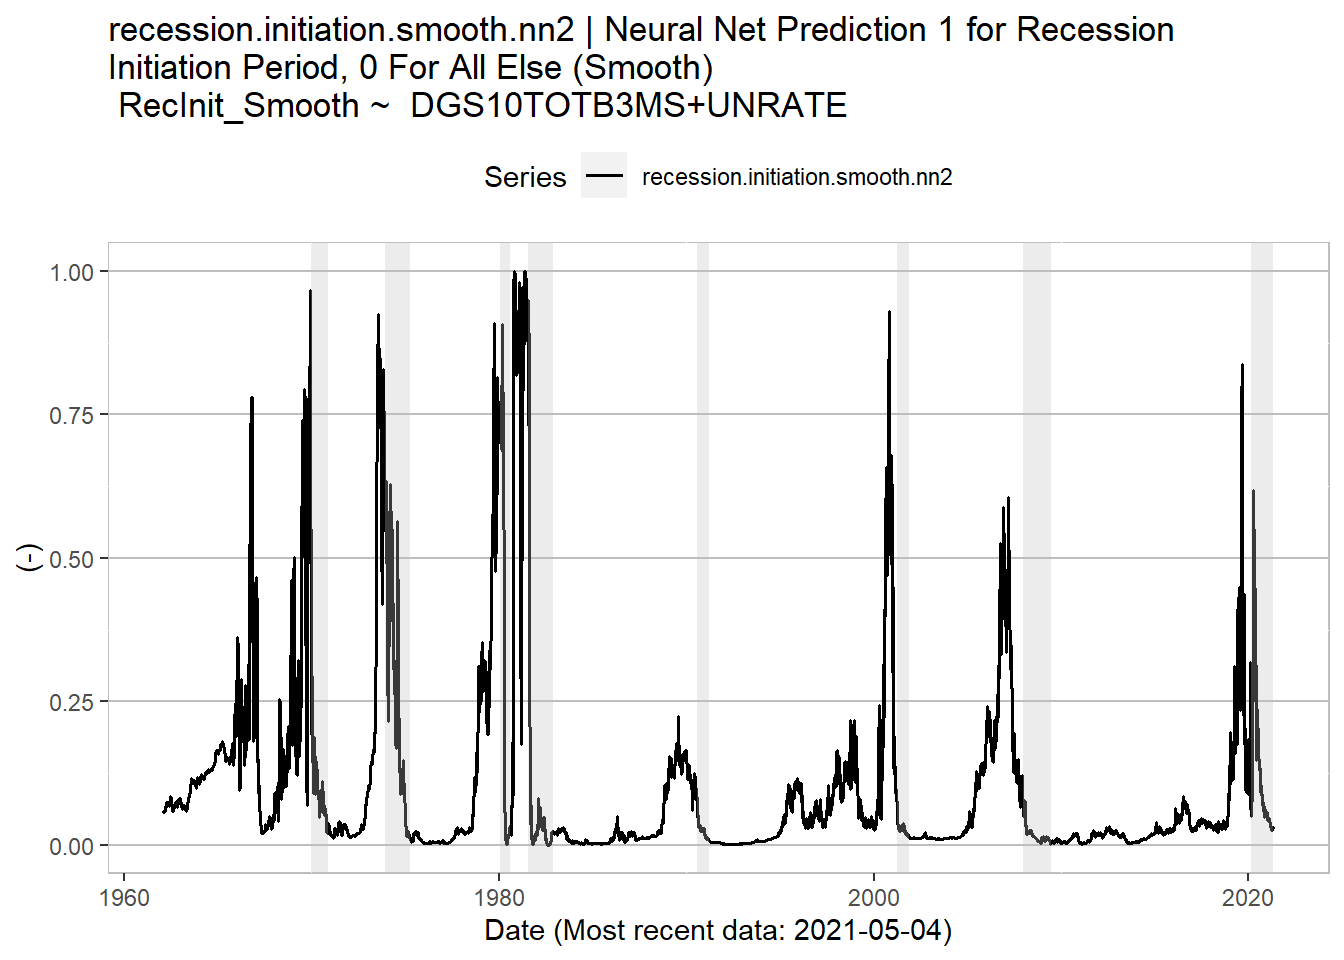 recession.initiation.smooth.nn2 | Neural Net Prediction 1 for Recession
Initiation Period, 0 For All Else (Smooth)
RecInit_Smooth ~  DGS10TOTB3MS+UNRATE
Series
recession.initiation.smooth.nn2
1.00
0.75
0.50
0.25
0.00
(-)
1960
1980
2000
2020
Date (Most recent data: 2021-05-04)